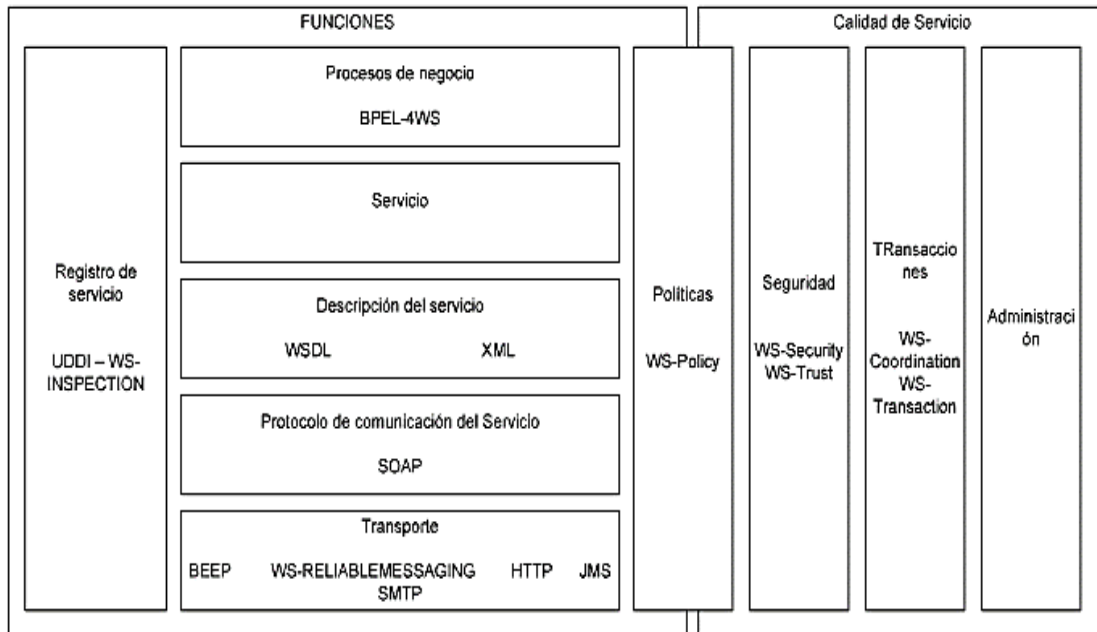 FUNCIONES
Calidad de Servicio
Registro de
servicio
UDDI – WS-
INSPECTION
Procesos de negocio
BPEL-4WS
Servicio
Descripción del servicio
WSDL XML
Protocolo de comunicación del Servicio
SOAP
Transporte
BEEP WS-RELIABLEMESSAGING HTTP JMS
SMTP
Políticas
WS-Policy
Seguridad
WS-Security
WS-Trust
TRansaccio
nes
WS-
Coordination
WS-
Transaction
Administraci
ón